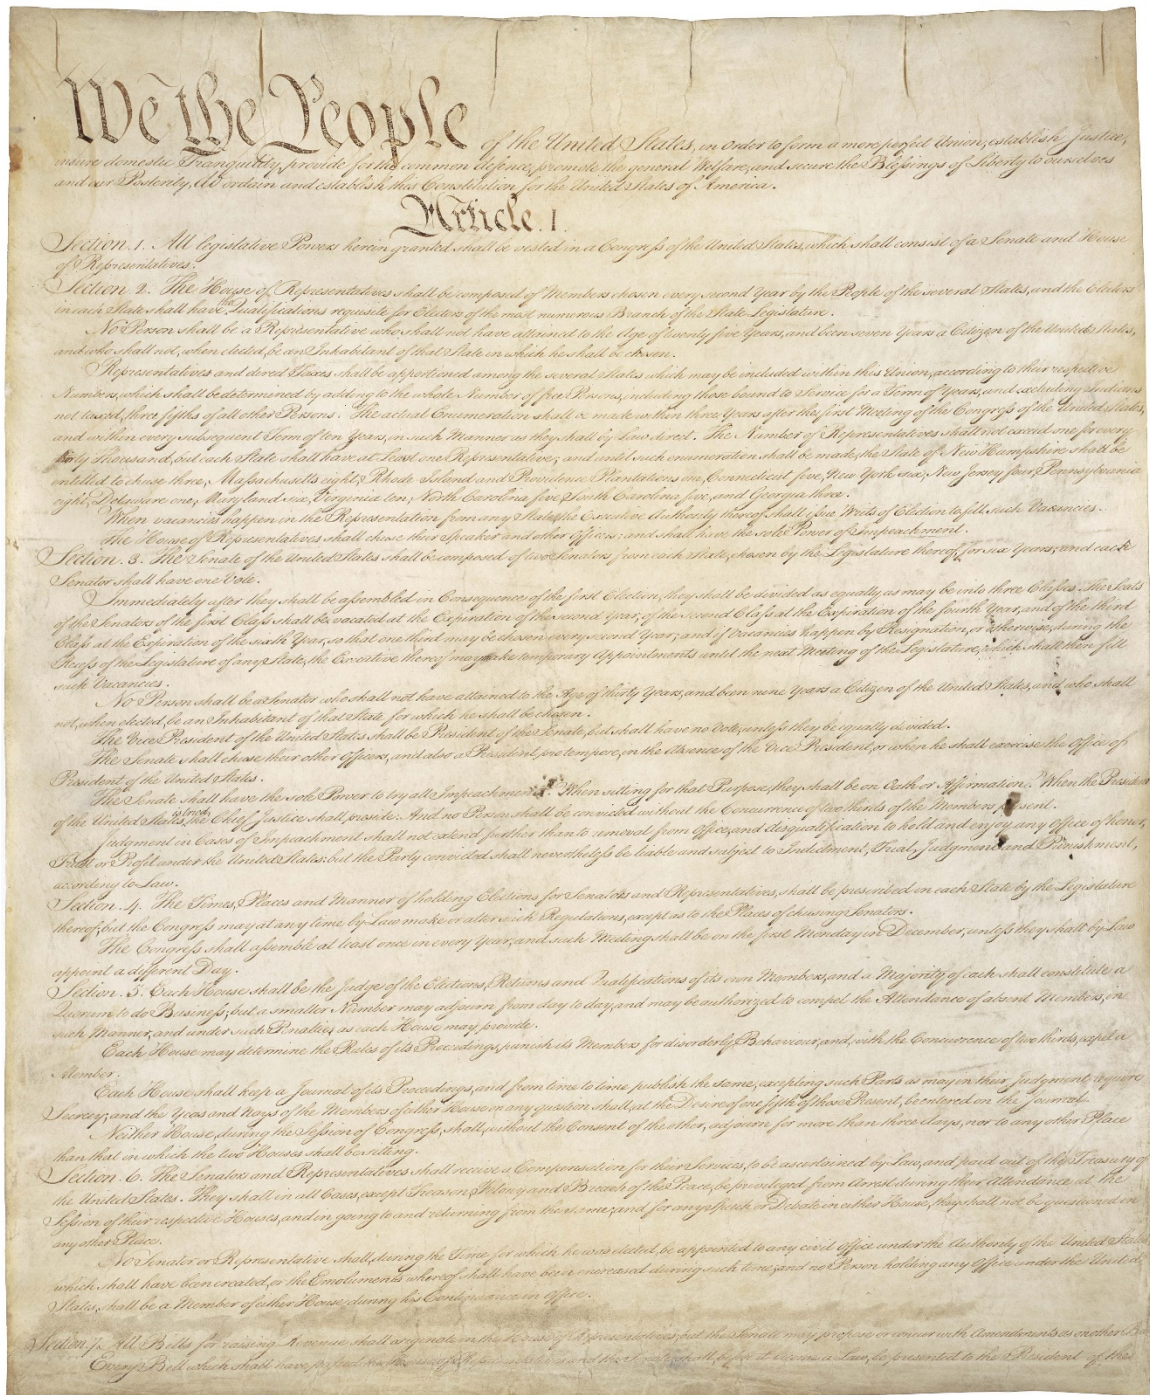 We the People of the United States, in Order to form a more perfect Union, establish Justice,
insure domestic Tranquility, provide for the common defence, promote the general Welfare, and secure the Blessings of Liberty to ourselves
and our Posterity, do ordain and establish this Constitution for the United States of America.
Article. I.
Section. 1. All legislative Powers herein granted shall be vested in a Congress of the United States, which shall consist of a Senate and House
of Representatives.
Section. 2. The House of Representatives shall be composed of Members chosen every second Year by the People of the several States, and the Electors
in each State shall have the Qualifications requisite for Electors of the most numerous Branch of the State Legislature.
No Person shall be a Representative who shall not have attained to the Age of twenty five Years, and been seven Years a Citizen of the United States,
and who shall not, when elected, be an Inhabitant of that State in which he shall be chosen.
Representatives and direct Taxes shall be apportioned among the several States which may be included within this Union, according to their respective
Numbers, which shall be determined by adding to the whole Number of free Persons, including those bound to Service for a Term of Years, and excluding Indians
not taxed, three fifths of all other Persons. The actual Enumeration shall be made within three Years after the first Meeting of the Congress of the United States,
and within every subsequent Term of ten Years, in such Manner as they shall by Law direct. The Number of Representatives shall not exceed one for every
thirty Thousand, but each State shall have at Least one Representative; and until such enumeration shall be made, the State of New Hampshire shall be
entitled to chuse three, Massachusetts eight, Rhode Island and Providence Plantations one, Connecticut five, New York six, New Jersey four, Pennsylvania
eight, Delaware one, Maryland six, Virginia ten, North Carolina five, South Carolina five, and Georgia three.
When vacancies happen in the Representation from any State, the Executive Authority thereof shall issue Writs of Election to fill such Vacancies.
The House of Representatives shall chuse their Speaker and other Officers; and shall have the sole Power of Impeachment.
Section. 3. The Senate of the United States shall be composed of two Senators from each State, chosen by the Legislature thereof, for six Years; and each
Senator shall have one Vote.
Immediately after they shall be assembled in Consequence of the first Election, they shall be divided as equally as may be into three Classes. The Seats
of the Senators of the first Class shall be vacated at the Expiration of the second Year, of the second Class at the Expiration of the fourth Year, and of the third
Class at the Expiration of the sixth Year, so that one third may be chosen every second Year; and if Vacancies happen by Resignation, or otherwise, during the
Recess of the Legislature of any State, the Executive thereof may make temporary Appointments until the next Meeting of the Legislature, which shall then fill
such Vacancies.
No Person shall be a Senator who shall not have attained to the Age of thirty Years, and been nine Years a Citizen of the United States, and who shall
not, when elected, be an Inhabitant of that State for which he shall be chosen.
The Vice President of the United States shall be President of the Senate, but shall have no Vote, unless they be equally divided.
The Senate shall chuse their other Officers, and also a President pro tempore, in the Absence of the Vice President, or when he shall exercise the Office of
President of the United States.
The Senate shall have the sole Power to try all Impeachments. When sitting for that Purpose, they shall be on Oath or Affirmation. When the President
of the United States is tried, the Chief Justice shall preside: And no Person shall be convicted without the Concurrence of two thirds of the Members present.
Judgment in Cases of Impeachment shall not extend further than to removal from Office, and disqualification to hold and enjoy any Office of honor,
Trust or Profit under the United States: but the Party convicted shall nevertheless be liable and subject to Indictment, Trial, Judgment and Punishment,
according to Law.
Section. 4. The Times, Places and Manner of holding Elections for Senators and Representatives, shall be prescribed in each State by the Legislature
thereof; but the Congress may at any time by Law make or alter such Regulations, except as to the Places of chusing Senators.
The Congress shall assemble at least once in every Year, and such Meeting shall be on the first Monday in December, unless they shall by Law
appoint a different Day.
Section. 5. Each House shall be the Judge of the Elections, Returns and Qualifications of its own Members, and a Majority of each shall constitute a
Quorum to do Business; but a smaller Number may adjourn from day to day, and may be authorized to compel the Attendance of absent Members, in
such Manner, and under such Penalties as each House may provide.
Each House may determine the Rules of its Proceedings, punish its Members for disorderly Behaviour, and, with the Concurrence of two thirds, expel a
Member.
Each House shall keep a Journal of its Proceedings, and from time to time publish the same, excepting such Parts as may in their Judgment require
Secrecy; and the Yeas and Nays of the Members of either House on any question shall, at the Desire of one fifth of those Present, be entered on the Journal.
Neither House, during the Session of Congress, shall, without the Consent of the other, adjourn for more than three days, nor to any other Place
than that in which the two Houses shall be sitting.
Section. 6. The Senators and Representatives shall receive a Compensation for their Services, to be ascertained by Law, and paid out of the Treasury of
the United States. They shall in all Cases, except Treason, Felony and Breach of the Peace, be privileged from Arrest during their Attendance at the
Session of their respective Houses, and in going to and returning from the same; and for any Speech or Debate in either House, they shall not be questioned in
any other Place.
No Senator or Representative shall, during the Time for which he was elected, be appointed to any civil Office under the Authority of the United States,
which shall have been created, or the Emoluments whereof shall have been encreased during such time; and no Person holding any Office under the United
States, shall be a Member of either House during his Continuance in Office.
Section. 7. All Bills for raising Revenue shall originate in the House of Representatives; but the Senate may propose or concur with Amendments as on other
Every Bill which shall have passed the House of Representatives and the Senate, shall, before it become a Law, be presented to the President of the